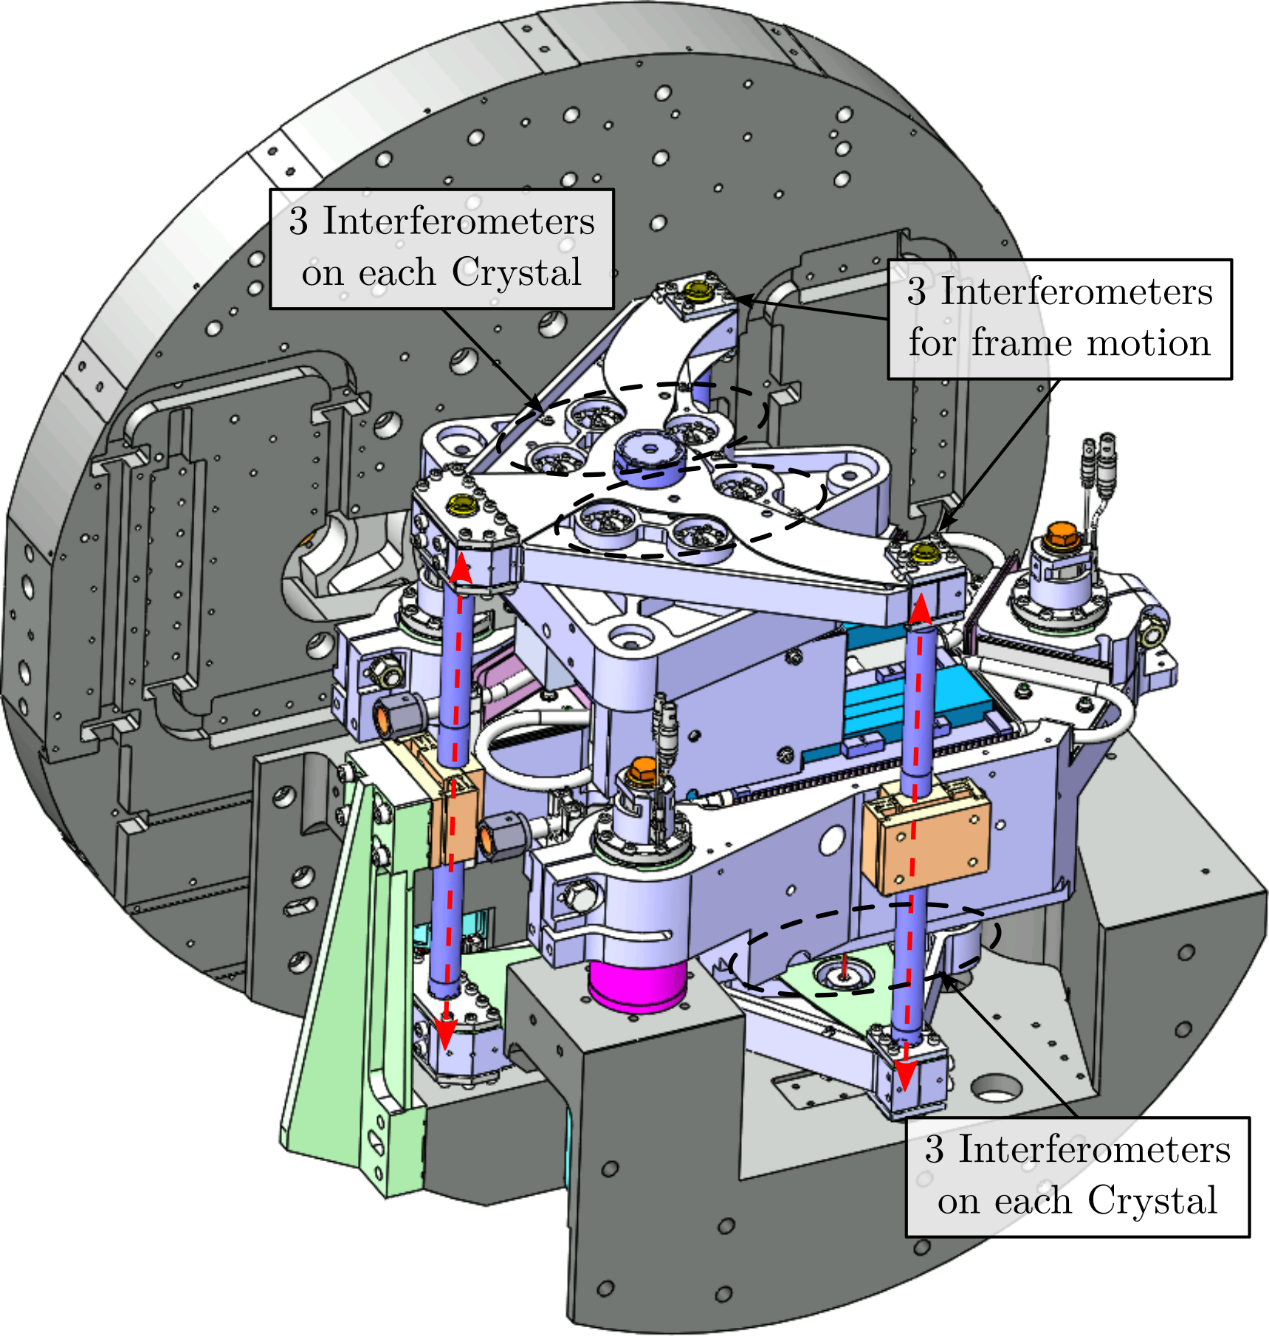 3 Interferometers
on each Crystal
3 Interferometers
for frame motion
3 Interferometers
on each Crystal